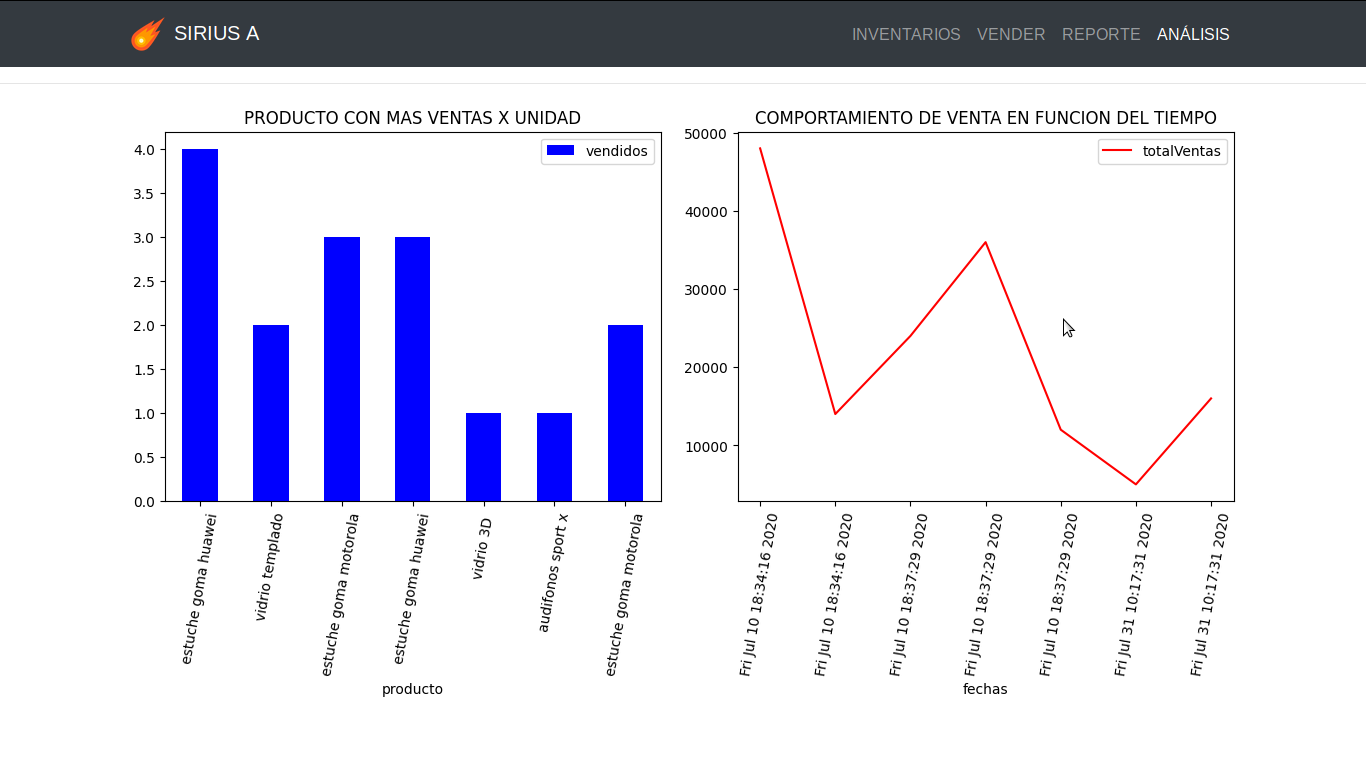 SIRIUS A
INVENTARIOS VENDER REPORTE ANÁLISIS
PRODUCTO CON MAS VENTAS X UNIDAD
vendidos
4.0
3.5
3.0
2.5
2.0
1.5
1.0
0.5
0.0
estuche goma huawei
vidrio templado
estuche goma motorola
estuche goma huawei
vidrio 3D
audifonos sport x
estuche goma motorola
producto
COMPORTAMIENTO DE VENTA EN FUNCION DEL TIEMPO
totalVentas
50000
40000
30000
20000
10000
Fri Jul 10 18:34:16 2020
Fri Jul 10 18:34:16 2020
Fri Jul 10 18:37:29 2020
Fri Jul 10 18:37:29 2020
Fri Jul 10 18:37:29 2020
Fri Jul 31 10:17:31 2020
Fri Jul 31 10:17:31 2020
fechas